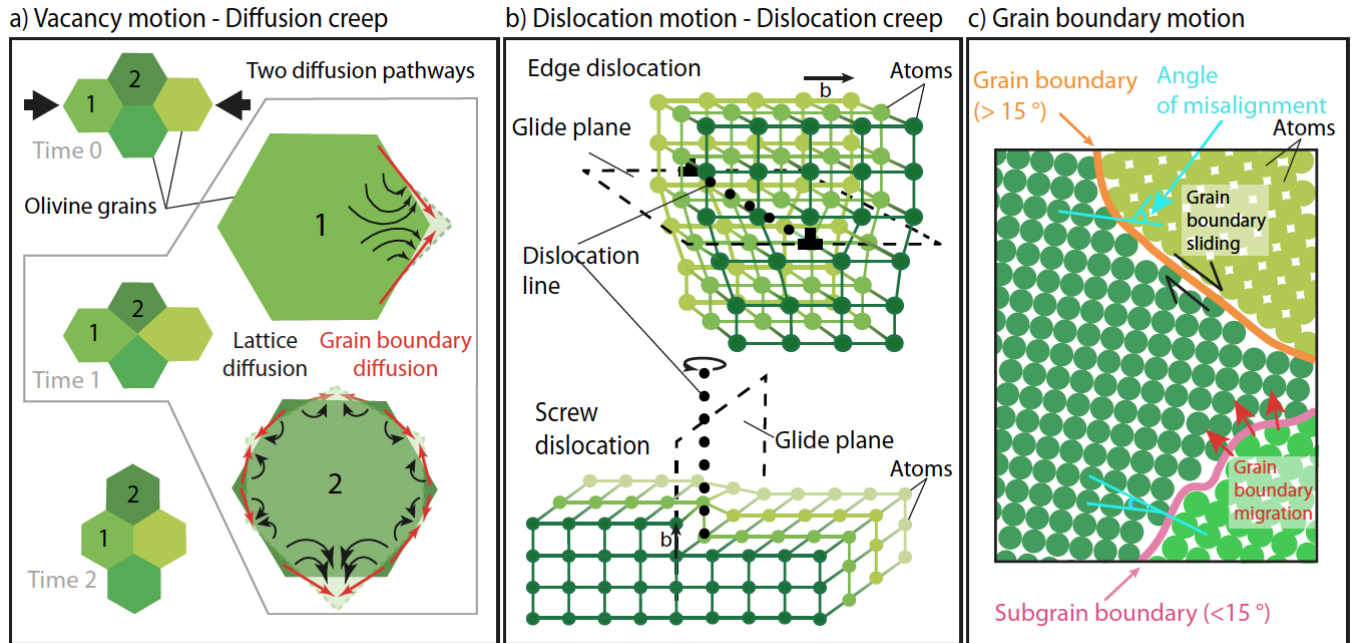 a) Vacancy motion - Diffusion creep
2
1
Time 0
Two diffusion pathways
Olivine grains
1
2
1
Time 1
Lattice
diffusion
Grain boundary
diffusion
2
2
1
Time 2
b) Dislocation motion - Dislocation creep
Edge dislocation
b
Atoms
Glide plane
Dislocation
line
Screw
dislocation
Glide plane
Atoms
b
c) Grain boundary motion
Grain boundary
(> 15 °)
Angle
of misalignment
Atoms
Grain
boundary
sliding
Grain
boundary
migration
Subgrain boundary (<15 °)